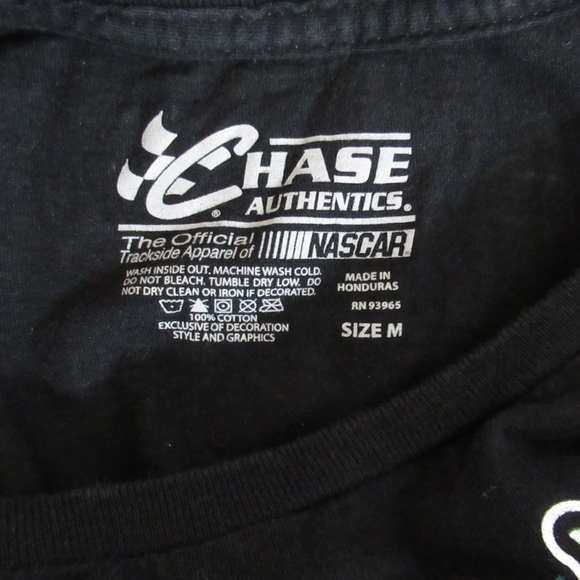 CHASE
AUTHENTICS®
The Official
Trackside Apparel of NASCAR
WASH INSIDE OUT. MACHINE WASH COLD.
DO NOT BLEACH. TUMBLE DRY LOW. DO
NOT DRY CLEAN OR IRON IF DECORATED.
100% COTTON
EXCLUSIVE OF DECORATION
STYLE AND GRAPHICS
MADE IN
HONDURAS
RN 93965
SIZE M